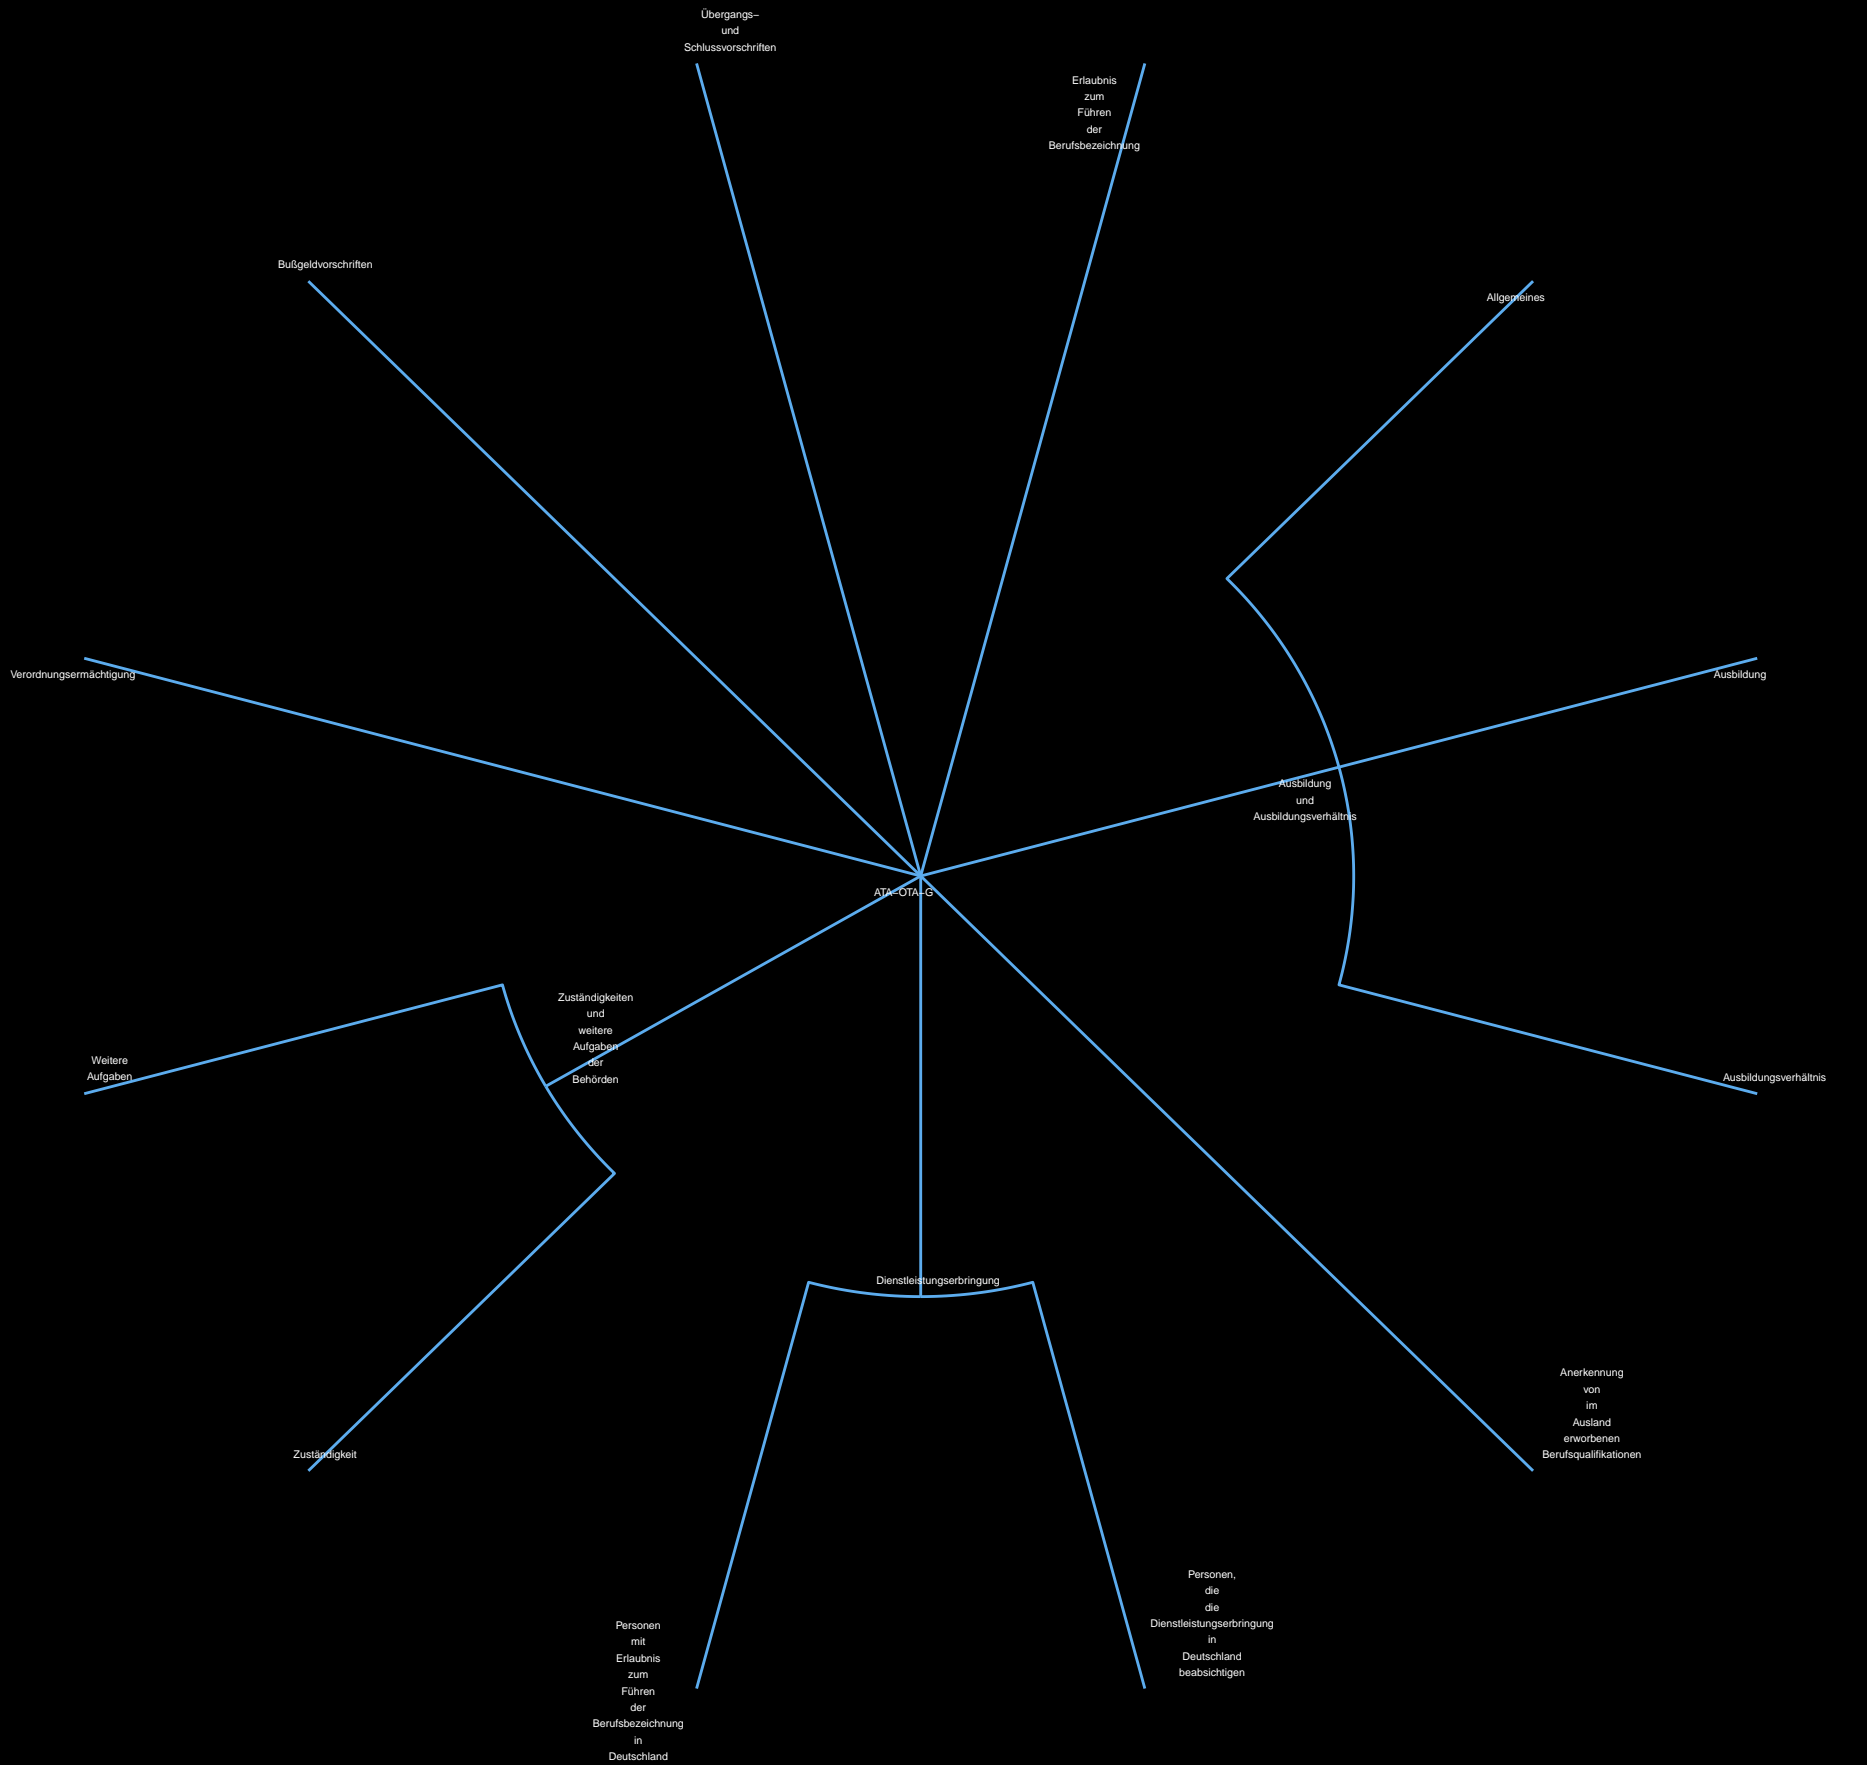 Übergangs–
und
Schlussvorschriften
Erlaubnis
zum
Führen
der
Berufsbezeichnung
Bußgeldvorschriften
Allgemeines
Verordnungsermächtigung
Ausbildung
Ausbildung
und
Ausbildungsverhältnis
ATA–OTA–G
Zuständigkeiten
und
weitere
Aufgaben
der
Behörden
Weitere
Aufgaben
Ausbildungsverhältnis
Dienstleistungserbringung
Anerkennung
von
im
Ausland
erworbenen
Berufsqualifikationen
Zuständigkeit
Personen,
die
die
Dienstleistungserbringung
in
Deutschland
beabsichtigen
Personen
mit
Erlaubnis
zum
Führen
der
Berufsbezeichnung
in
Deutschland